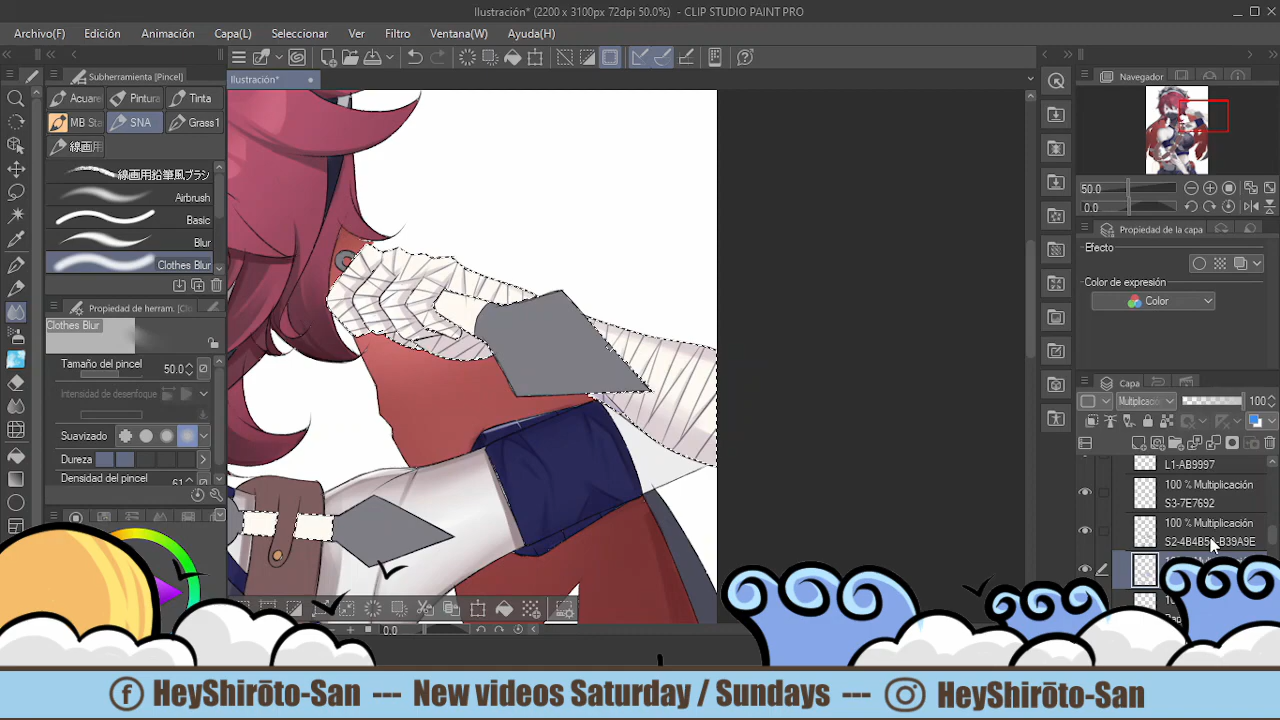 Ilustración* (2200 x 3100px 72dpi 50.0%) - CLIP STUDIO PAINT PRO
Archivo(F) Edición Animación Capa(L) Seleccionar Ver Filtro Ventana(W) Ayuda(H)
Subherramienta [Pincel]
Ilustración*
Navegador
Acuare Pintura Tinta
MB Sta SNA Grass1
線画用
線画用鉛筆風ブラシ
Airbrush
Basic
Blur
Clothes Blur
Propiedad de herram. [Cl
Clothes Blur
Tamaño del pincel 50.0
Intensidad de desenfoque
Suavizado
Dureza
Densidad del pincel
50.0
0.0
Propiedad de la capa
Efecto
Color de expresión
Color
Capa
Multiplicac 100
L1-AB9997
100 % Multiplicación
S3-7E7692
100 % Multiplicación
0.0
HeyShirōto-San --- New videos Saturday / Sundays --- HeyShirōto-San